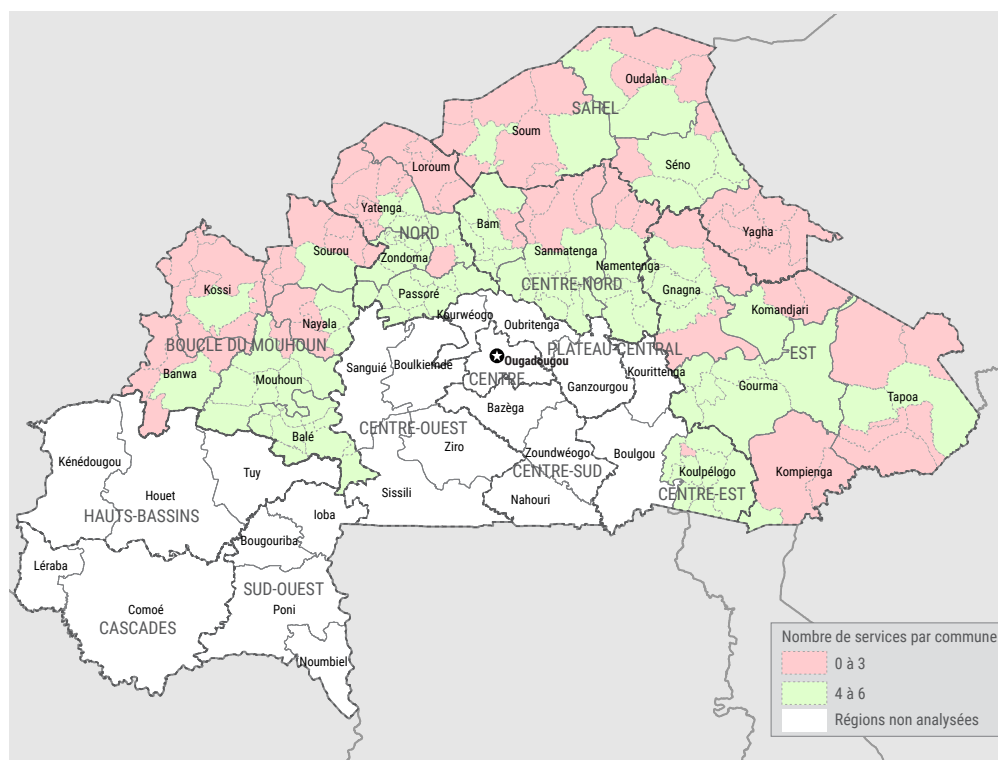 Oudalan
SAHEL
Soum
Séno
Loroum
Yatenga
Bam
NORD
Yagha
Sourou
Sanmatenga
Zondoma
Namentenga
CENTRE-NORD
Kossi
Passoré
Gnagna
Komandjari
Kourwéogo
Nayala
Oubritenga
BOUCLE DU MOUHOUN
PLATEAU-CENTRAL
EST
Ougadougou
Boulkiemdé
Sanguié
Kourittenga
Banwa
Mouhoun
CENTRE
Ganzourgou
Gourma
Tapoa
Bazèga
CENTRE-OUEST
Balé
Ziro
Zoundwéogo
Boulgou
Kénédougou
Tuy
CENTRE-SUD
Koulpélogo
Kompienga
Houet
Sissili
Nahouri
CENTRE-EST
HAUTS-BASSINS
Ioba
Bougouriba
Léraba
SUD-OUEST
Comoé
Poni
CASCADES
Noumbiel
Nombre de services par commune
0 à 3
4 à 6
Régions non analysées